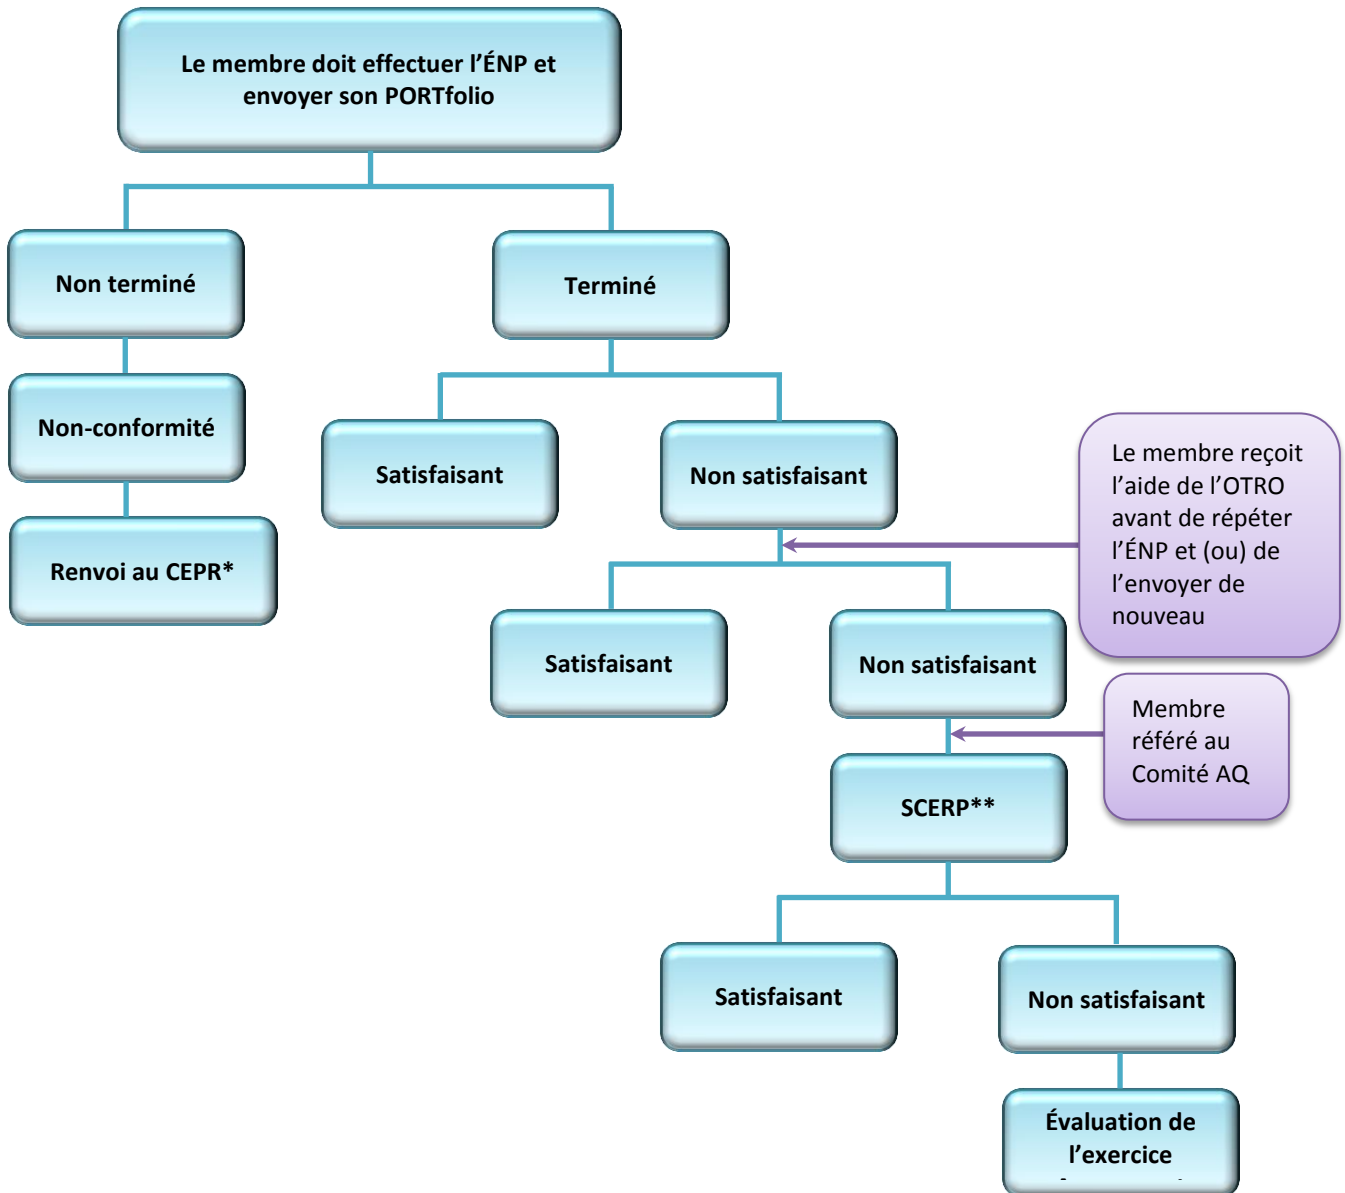 Le membre doit effectuer l’ÉNP et
envoyer son PORTfolio
Non terminé
Terminé
Non-conformité
Satisfaisant
Non satisfaisant
Le membre reçoit
l’aide de l’OTRO
avant de répéter
l’ÉNP et (ou) de
l’envoyer de
nouveau
Renvoi au CEPR*
Satisfaisant
Non satisfaisant
Membre
référé au
Comité AQ
SCERP**
Satisfaisant
Non satisfaisant
Évaluation de
l’exercice